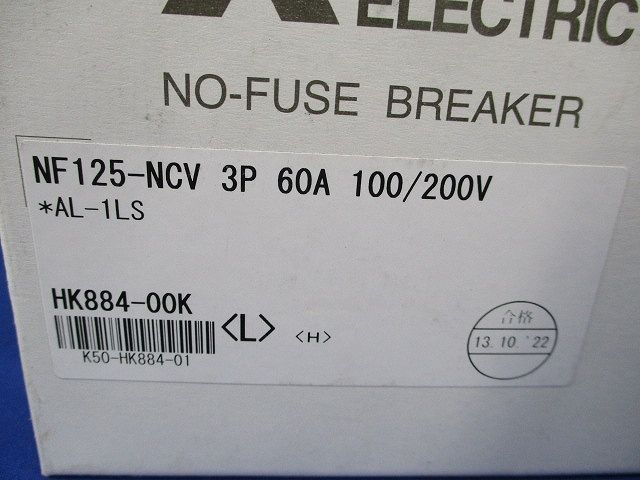 ELECTRIC
NO-FUSE BREAKER
NF125-NCV 3P 60A 100/200V
*AL-1LS
HK884-00K
<L> <H>
K50-HK884-01
合格
13.10.'22